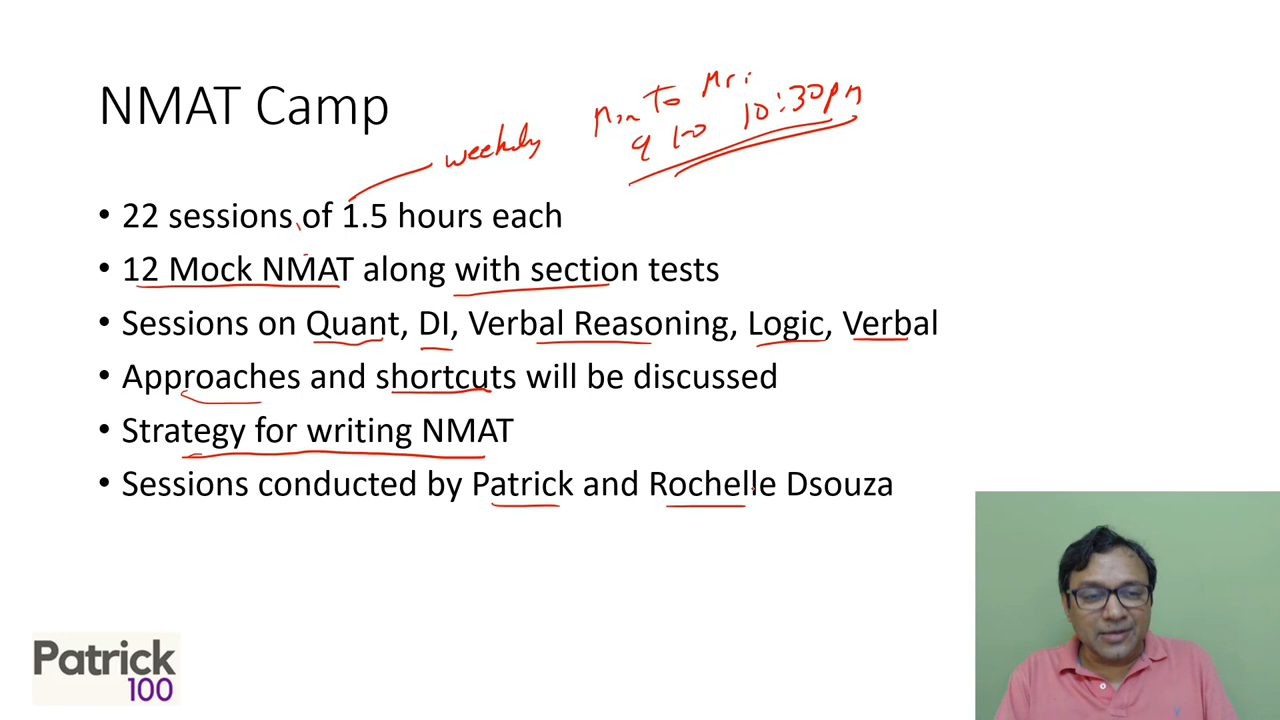 NMAT Camp
weekly
to
9 to 10:30pm
• 22 sessions of 1.5 hours each
• 12 Mock NMAT along with section tests
• Sessions on Quant, DI, Verbal Reasoning, Logic, Verbal
• Approaches and shortcuts will be discussed
• Strategy for writing NMAT
• Sessions conducted by Patrick and Rochelle Dsouza
Patrick
100